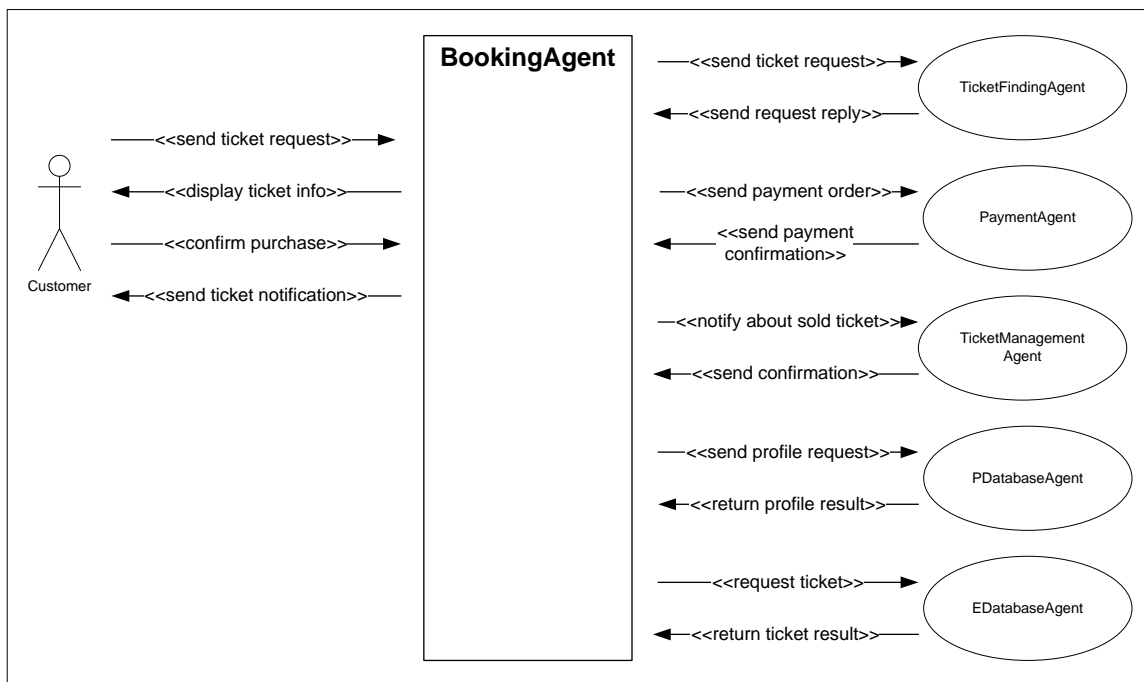 BookingAgent
<<send ticket request>>
<<display ticket info>>
<<confirm purchase>>
<<send ticket notification>>
Customer
<<send ticket request>>
<<send request reply>>
TicketFindingAgent
<<send payment order>>
<<send payment
confirmation>>
PaymentAgent
<<notify about sold ticket>>
<<send confirmation>>
TicketManagement
Agent
<<send profile request>>
<<return profile result>>
PDatabaseAgent
<<request ticket>>
<<return ticket result>>
EDatabaseAgent